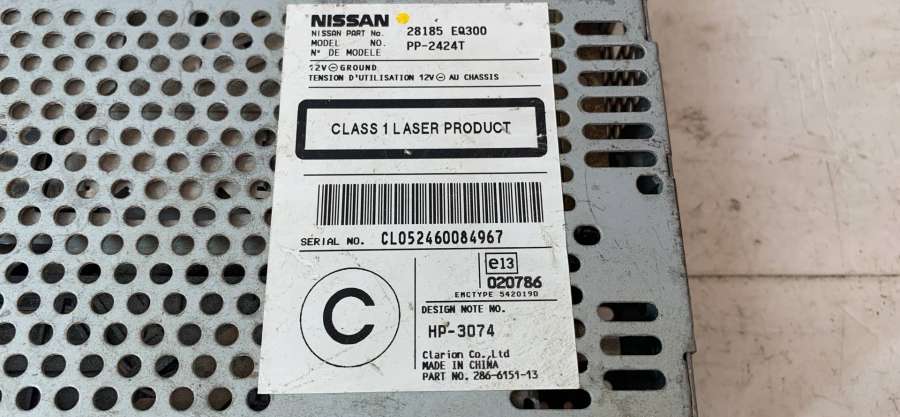 NISSAN
NISSAN PART No. 28185 EQ300
MODEL NO. PP-2424T
N° DE MODELE
12V ⊖ GROUND
TENSION D'UTILISATION 12V ⊖ AU CHASSIS
CLASS 1 LASER PRODUCT
SERIAL NO. CL052460084967
C
e13
020786
EMCTYPE 542019D
DESIGN NOTE NO.
HP-3074
Clarion Co.,Ltd
MADE IN CHINA
PART NO. 286-6151-13